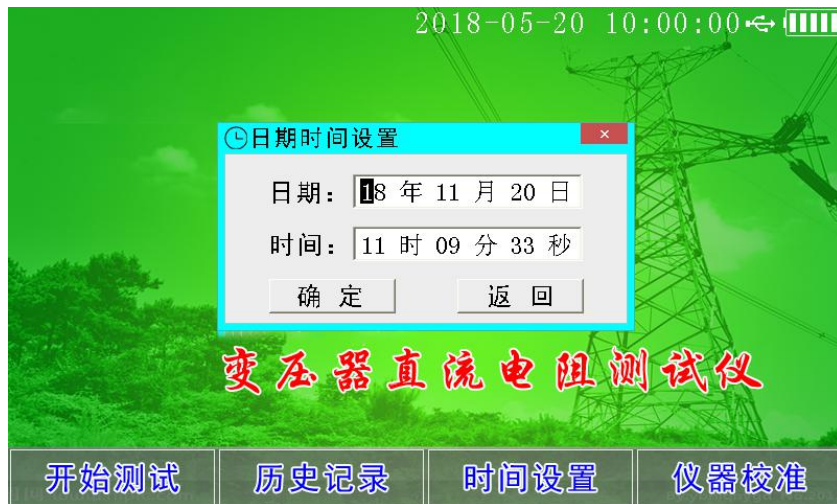 2018-05-20 10:00:00
日期时间设置
日期： 18 年 11 月 20 日
时间： 11 时 09 分 33 秒
确 定 返 回
变压器直流电阻测试仪
开始测试 历史记录 时间设置 仪器校准